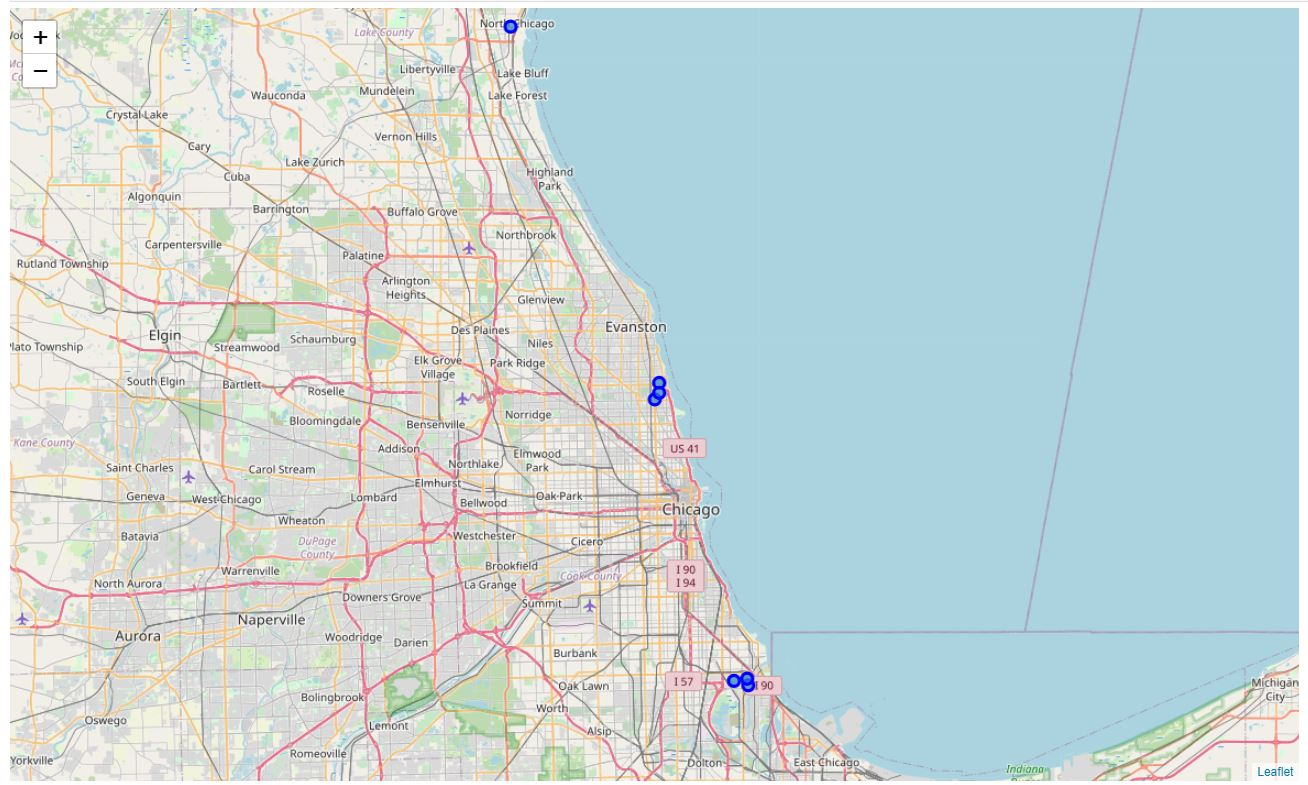 +
−
North Chicago
Lake County
Libertyville
Lake Bluff
Mundelein
Lake Forest
Wauconda
Crystal Lake
Vernon Hills
Cary
Lake Zurich
Cuba
Highland
Park
Algonquin
Barrington
Buffalo Grove
Northbrook
Carpentersville
Palatine
Rutland Township
Arlington
Heights
Glenview
Evanston
Elgin
Des Plaines
Schaumburg
Niles
Plato Township
Streamwood
Elk Grove
Village
Park Ridge
South Elgin
Bartlett
Roselle
Norridge
Bloomingdale
Bensenville
Kane County
Addison
US 41
Elmwood
Park
Northlake
Saint Charles
Carol Stream
Elmhurst
Geneva
West Chicago
Lombard
Oak Park
Bellwood
Chicago
Wheaton
Batavia
Westchester
DuPage
County
Cicero
Brookfield
I 90
I 94
Warrenville
Cook County
North Aurora
La Grange
Downers Grove
Summit
Naperville
Aurora
Woodridge
Darien
Burbank
I 57
I 90
Oak Lawn
Michigan
City
Bolingbrook
Worth
Oswego
Lemont
Alsip
Romeoville
Yorkville
Dolton
East Chicago
Indiana
Leaflet